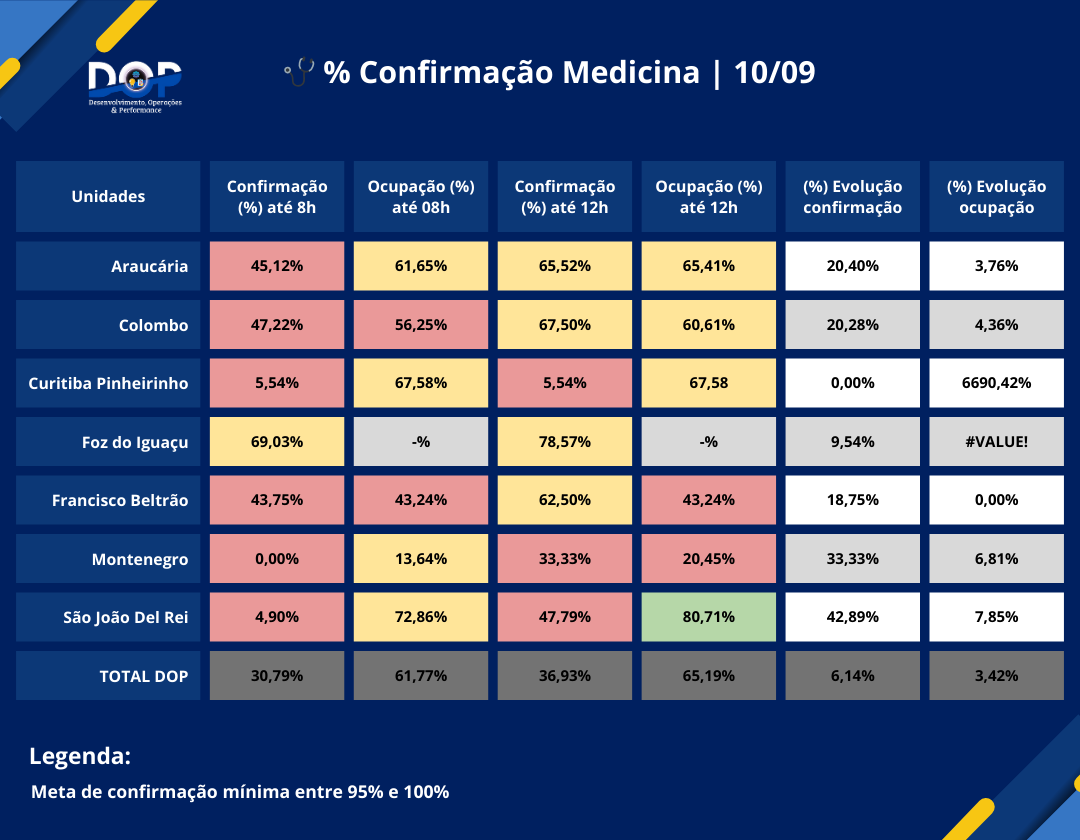 DOP
Desenvolvimento, Operações
& Performance
% Confirmação Medicina | 10/09
Unidades
Confirmação
(%) até 8h
Ocupação (%)
até 08h
Confirmação
(%) até 12h
Ocupação (%)
até 12h
(%) Evolução
confirmação
(%) Evolução
ocupação
Araucária 45,12% 61,65% 65,52% 65,41% 20,40% 3,76%
Colombo 47,22% 56,25% 67,50% 60,61% 20,28% 4,36%
Curitiba Pinheirinho 5,54% 67,58% 5,54% 67,58 0,00% 6690,42%
Foz do Iguaçu 69,03% -% 78,57% -% 9,54% #VALUE!
Francisco Beltrão 43,75% 43,24% 62,50% 43,24% 18,75% 0,00%
Montenegro 0,00% 13,64% 33,33% 20,45% 33,33% 6,81%
São João Del Rei 4,90% 72,86% 47,79% 80,71% 42,89% 7,85%
TOTAL DOP 30,79% 61,77% 36,93% 65,19% 6,14% 3,42%
Legenda:
Meta de confirmação mínima entre 95% e 100%